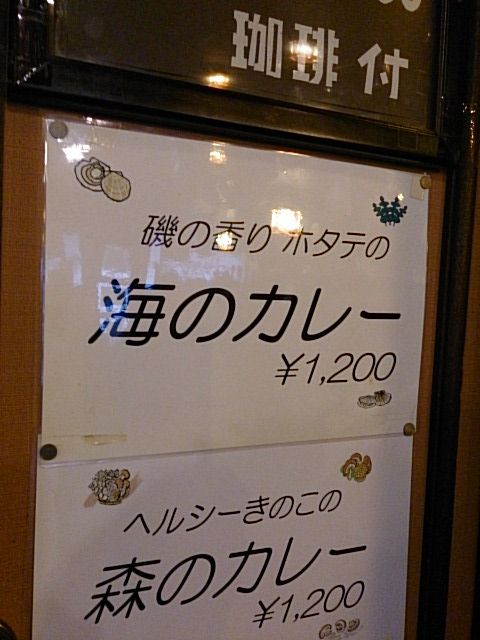 珈琲付
磯の香り ホタテの
海のカレー
¥1,200
ヘルシーきのこの
森のカレー
¥1,200